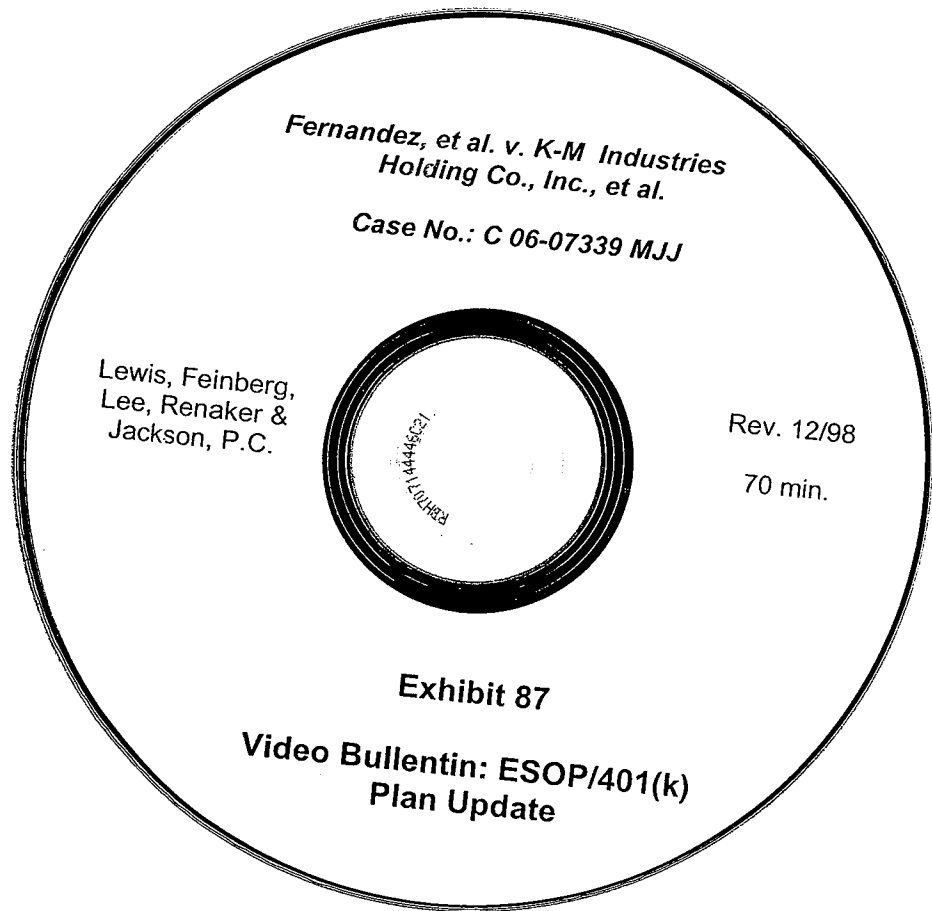 Fernandez, et al. v. K-M Industries
Holding Co., Inc., et al.
Case No.: C 06-07339 MJJ
Lewis, Feinberg,
Lee, Renaker &
Jackson, P.C.
Rev. 12/98
70 min.
Exhibit 87
Video Bullentin: ESOP/401(k)
Plan Update